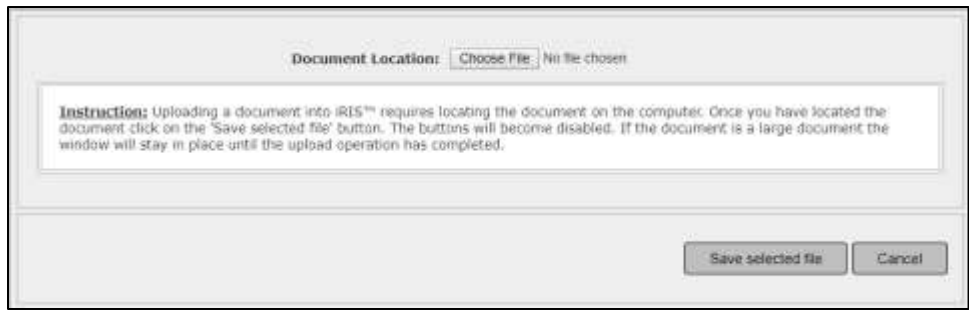 Document Location: Choose File No file chosen
Instruction: Uploading a document into iRIS™ requires locating the document on the computer. Once you have located the
document click on the 'Save selected file' button. The buttons will become disabled. If the document is a large document the
window will stay in place until the upload operation has completed.
Save selected file Cancel